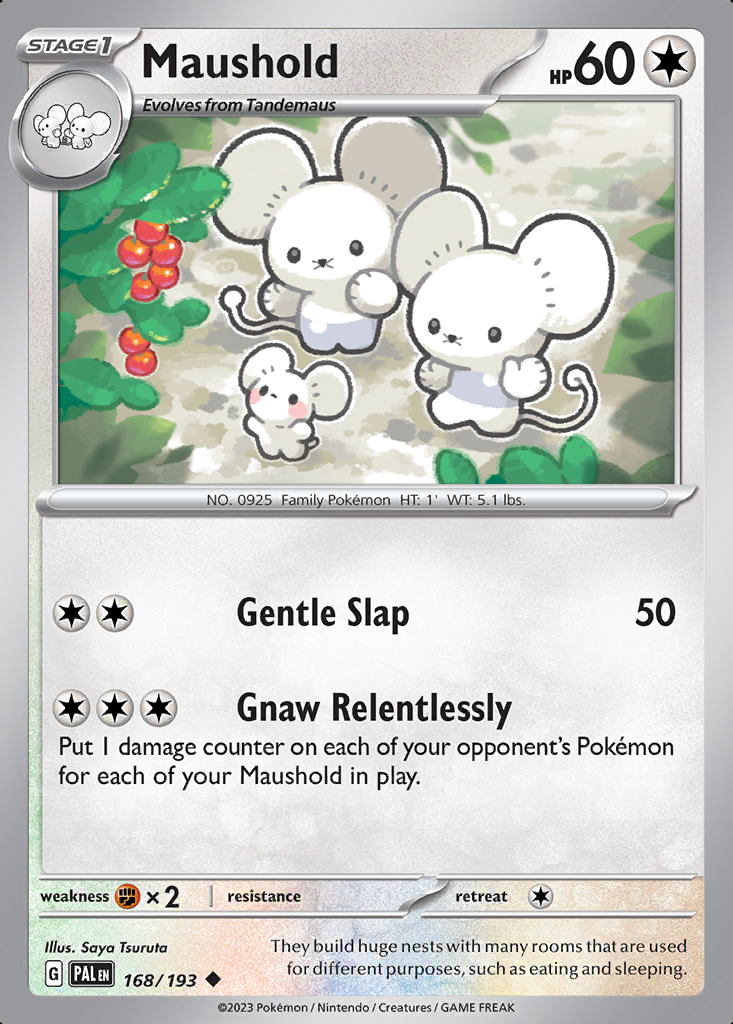 STAGE1
Maushold
HP60
Evolves from Tandemaus
NO. 0925 Family Pokémon HT: 1' WT: 5.1 lbs.
Gentle Slap 50
Gnaw Relentlessly
Put 1 damage counter on each of your opponent's Pokémon
for each of your Maushold in play.
weakness ×2 resistance retreat
Illus. Saya Tsuruta
They build huge nests with many rooms that are used
for different purposes, such as eating and sleeping.
G PAL EN 168/193
©2023 Pokémon / Nintendo / Creatures / GAME FREAK